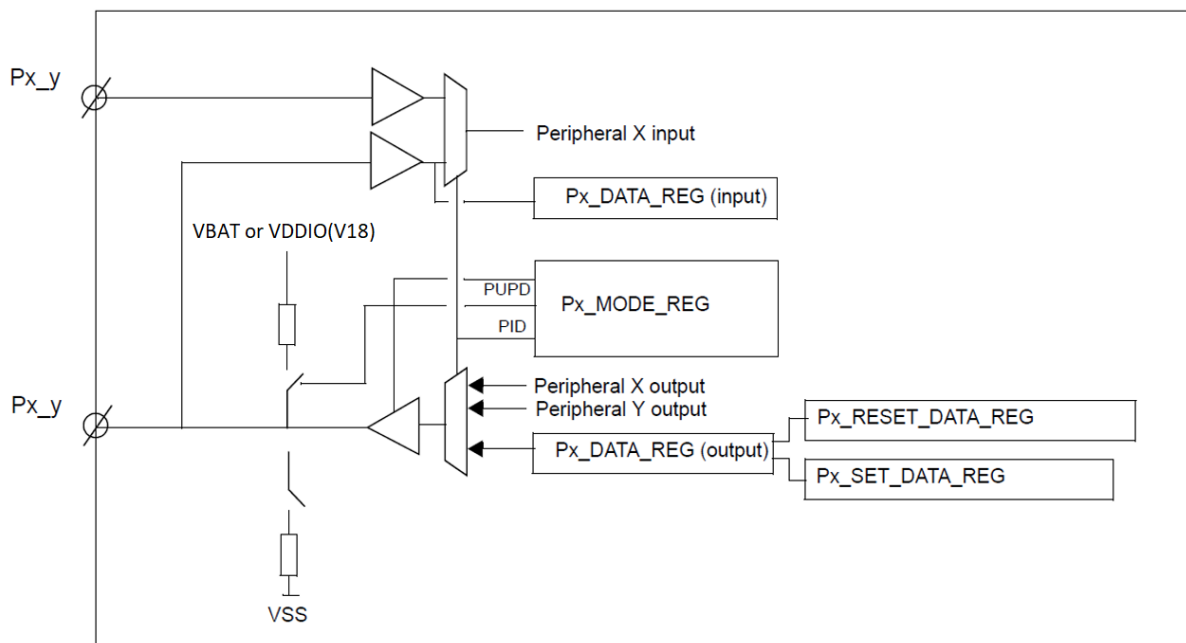 Px_y
Peripheral X input
Px_DATA_REG (input)
VBAT or VDDIO(V18)
PUPD
Px_MODE_REG
PID
Px_y
Peripheral X output
Peripheral Y output
Px_DATA_REG (output)
Px_RESET_DATA_REG
Px_SET_DATA_REG
VSS